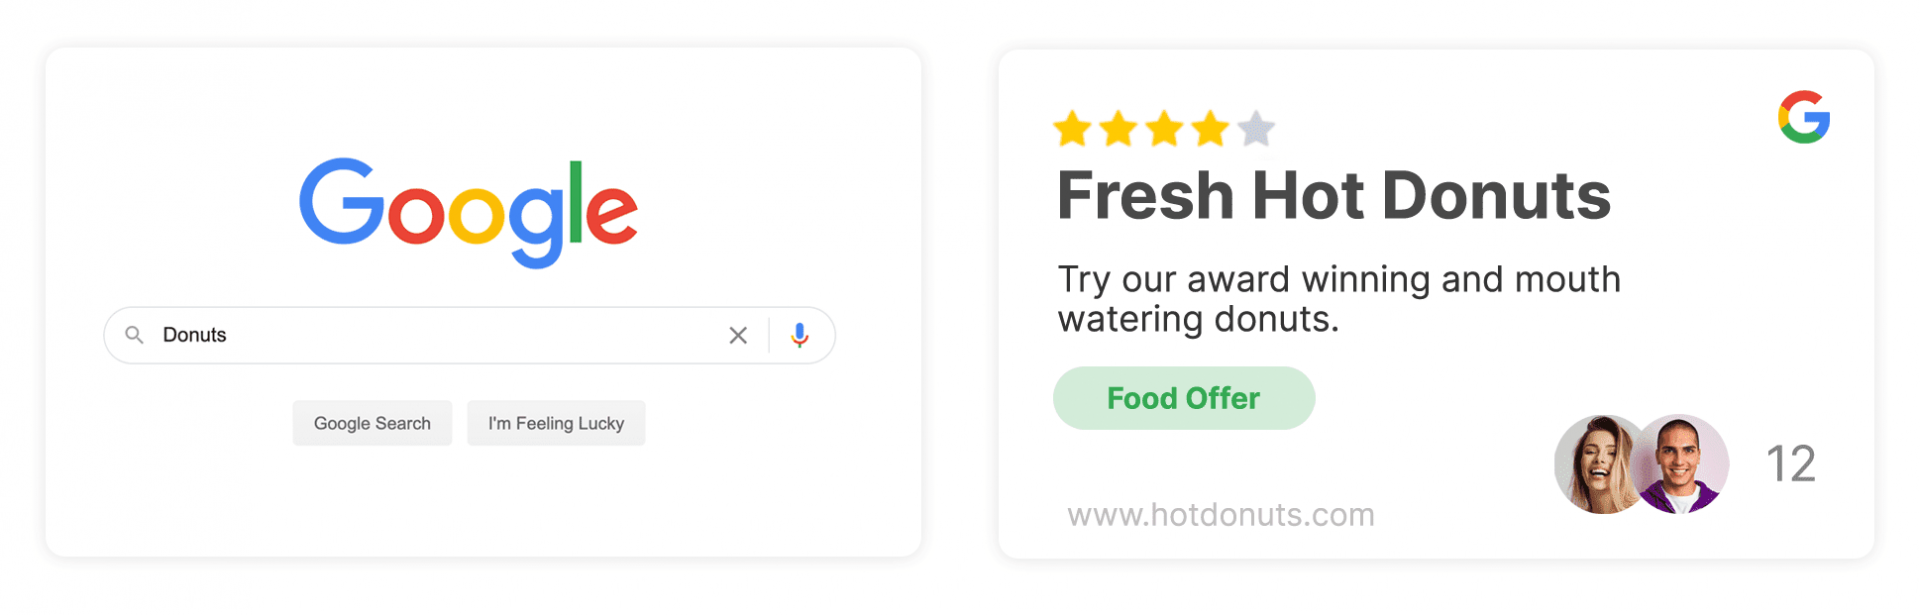 Google
Donuts
Google Search
I'm Feeling Lucky
G
Fresh Hot Donuts
Try our award winning and mouth
watering donuts.
Food Offer
12
www.hotdonuts.com